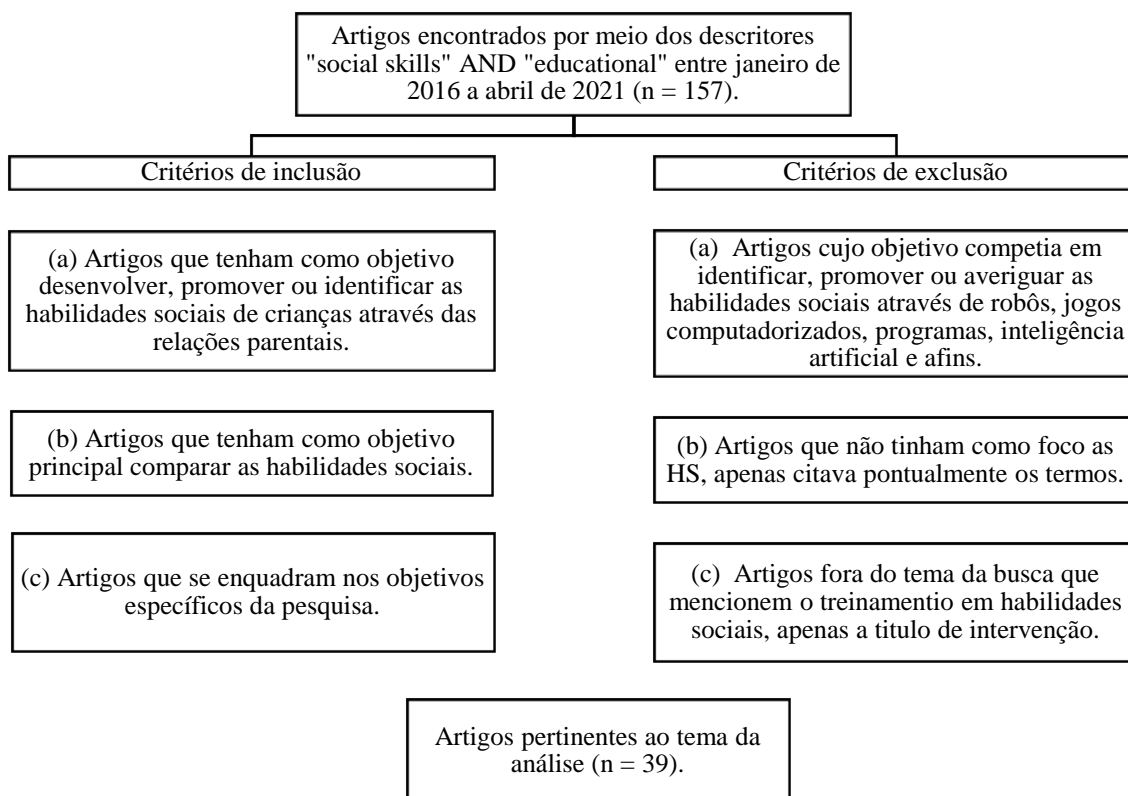 Artigos encontrados por meio dos descritores
"social skills" AND "educational" entre janeiro de
2016 a abril de 2021 (n = 157).
Critérios de inclusão
(a) Artigos que tenham como objetivo
desenvolver, promover ou identificar as
habilidades sociais de crianças através das
relações parentais.
(b) Artigos que tenham como objetivo
principal comparar as habilidades sociais.
(c) Artigos que se enquadram nos objetivos
específicos da pesquisa.
Critérios de exclusão
(a) Artigos cujo objetivo competia em
identificar, promover ou averiguar as
habilidades sociais através de robôs, jogos
computadorizados, programas, inteligência
artificial e afins.
(b) Artigos que não tinham como foco as
HS, apenas citava pontualmente os termos.
(c) Artigos fora do tema da busca que
mencionem o treinamentio em habilidades
sociais, apenas a titulo de intervenção.
Artigos pertinentes ao tema da
análise (n = 39).